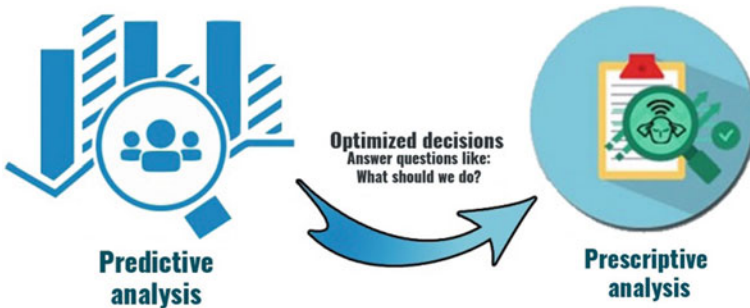 Optimized decisions
Answer questions like:
What should we do?
Predictive
analysis
Prescriptive
analysis